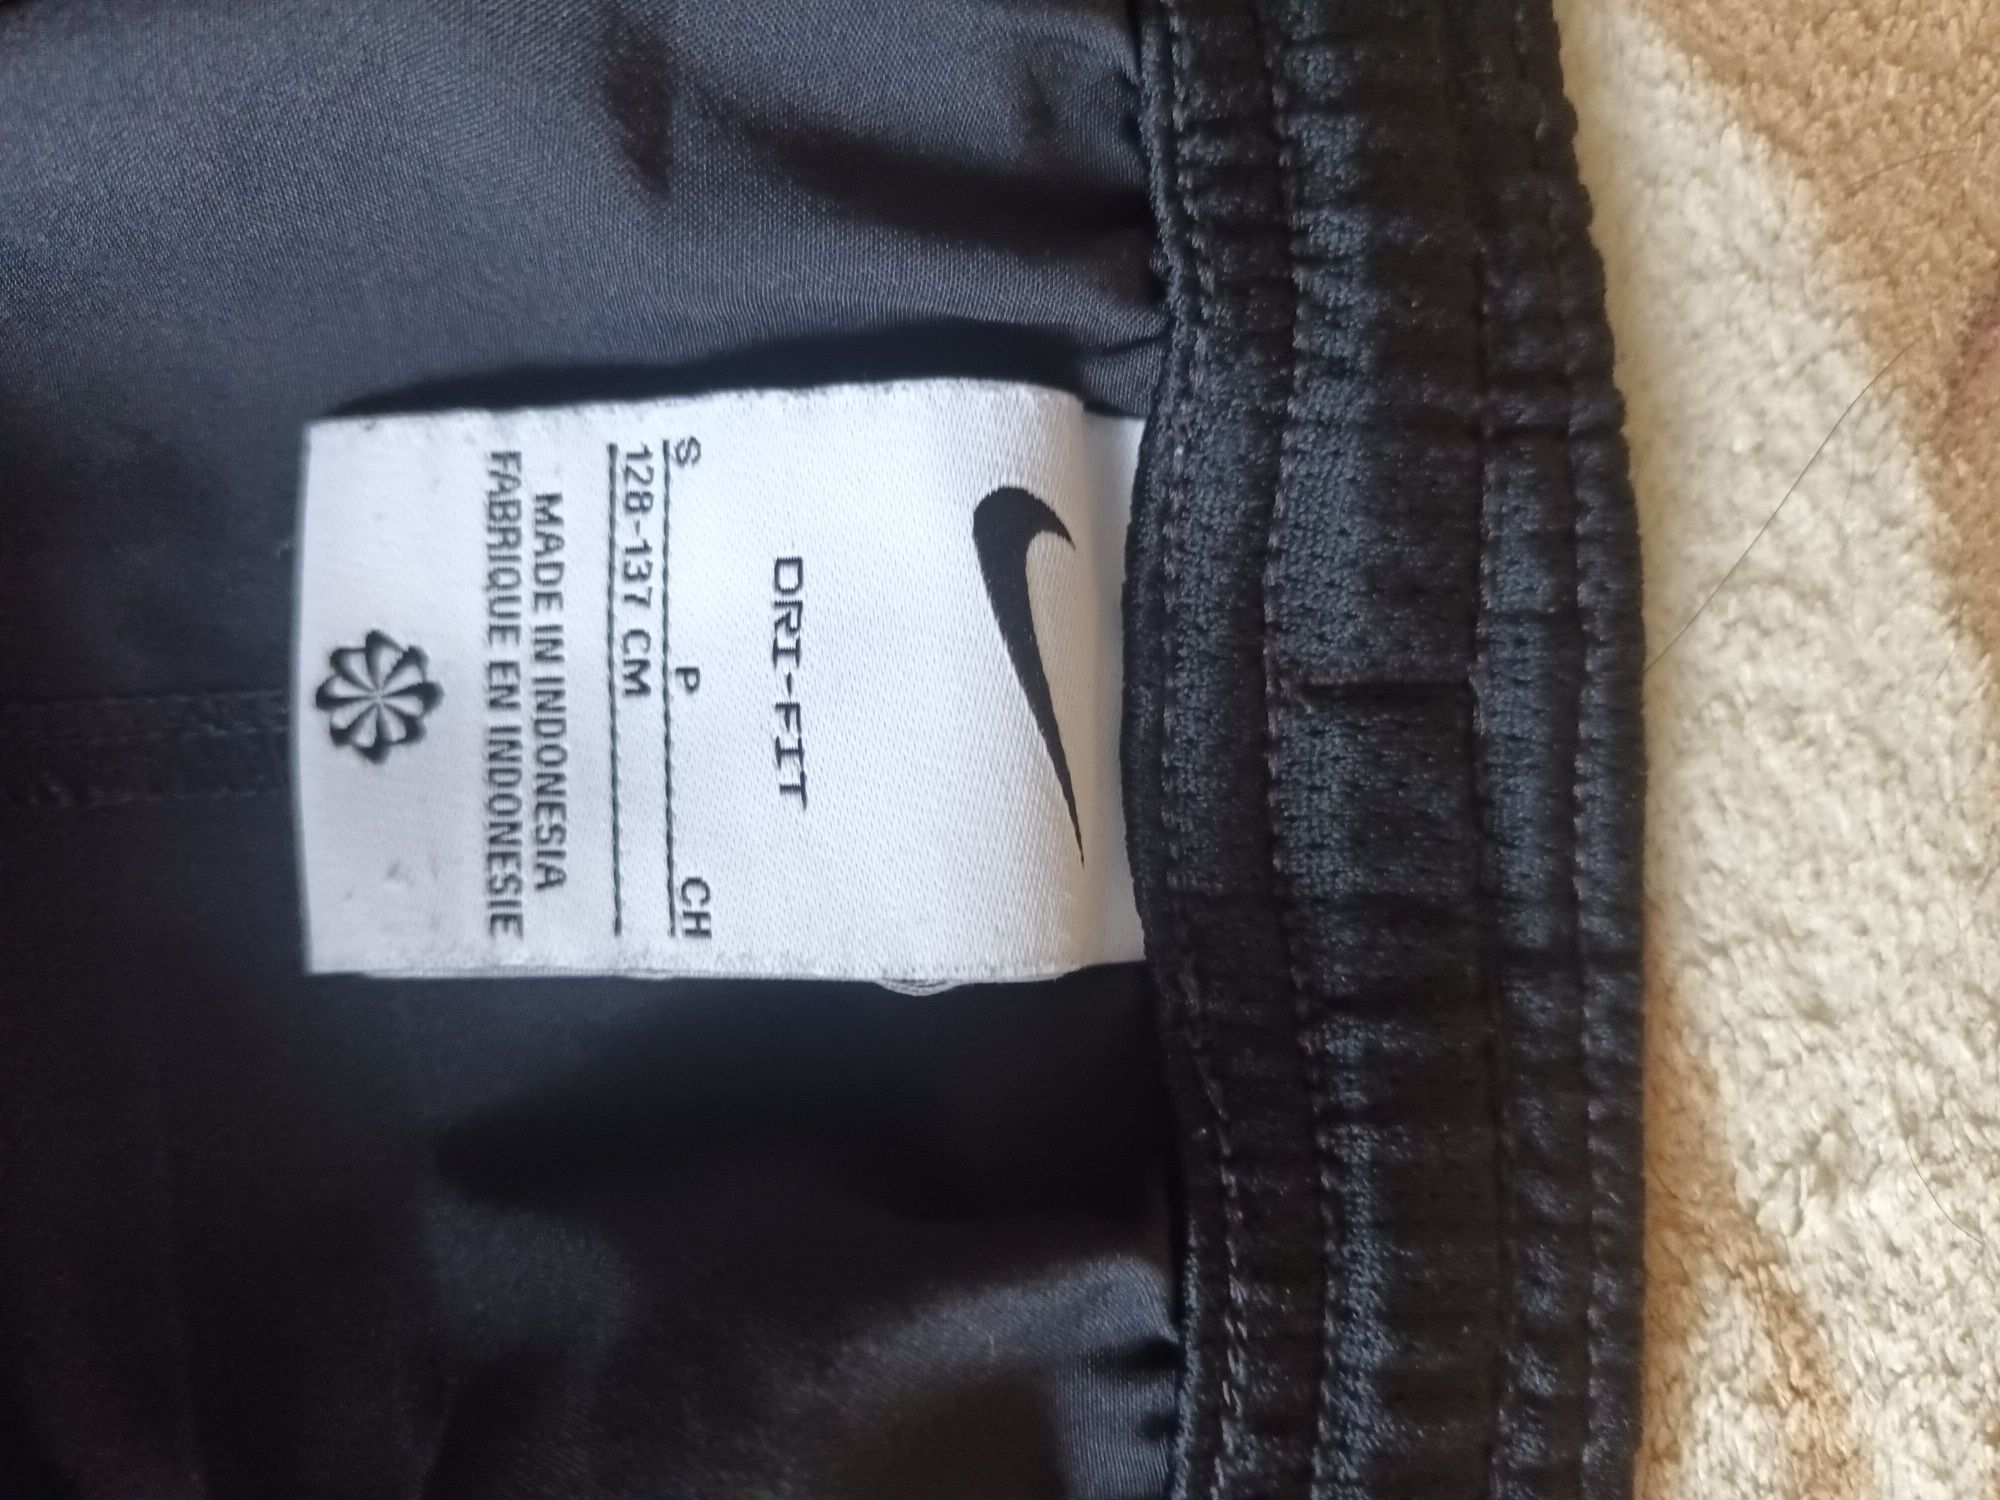 DRI-FIT
S P CH
128-137 CM
MADE IN INDONESIA
FABRIQUE EN INDONESIE